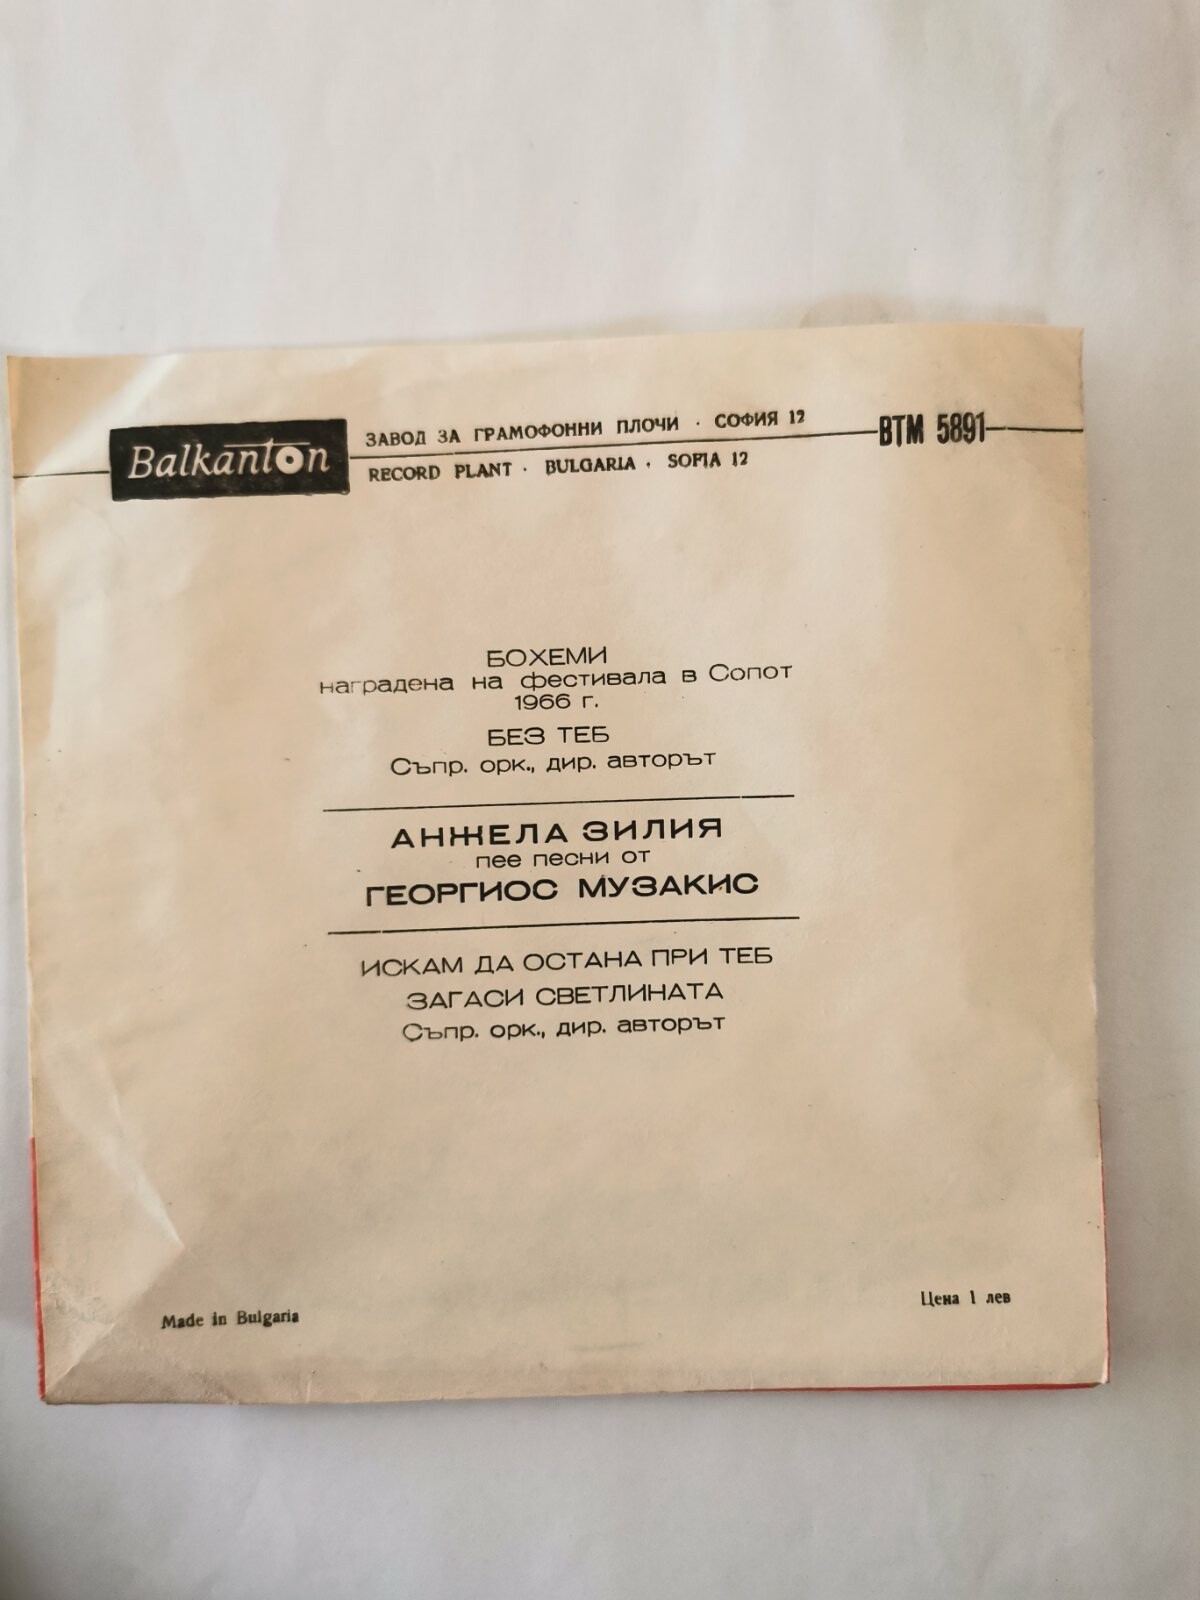 Balkanton
ЗАВОД ЗА ГРАМОФОННИ ПЛОЧИ · СОФИЯ 12
RECORD PLANT · BULGARIA · SOFIA 12
ВТМ 5891
БОХЕМИ
наградена на фестивала в Сопот
1966 г.
БЕЗ ТЕБ
Съпр. орк., дир. авторът
АНЖЕЛА ЗИЛИЯ
пее песни от
ГЕОРГИОС МУЗАКИС
ИСКАМ ДА ОСТАНА ПРИ ТЕБ
ЗАГАСИ СВЕТЛИНАТА
Съпр. орк., дир. авторът
Made in Bulgaria
Цена 1 лев